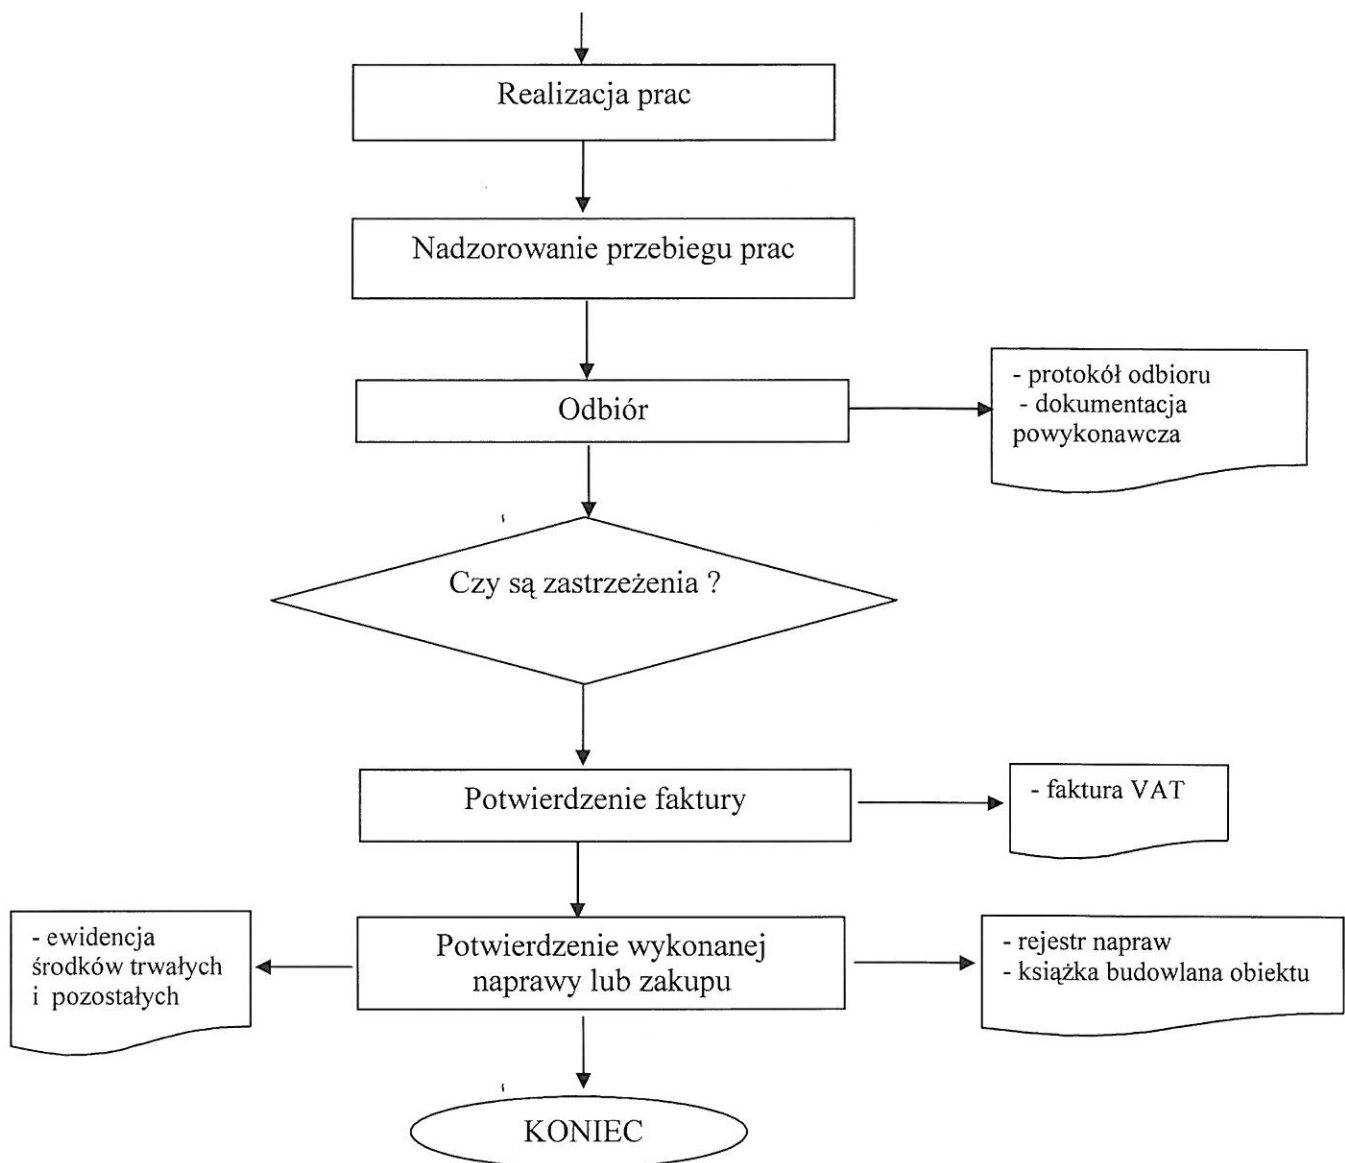 Realizacja prac
Nadzorowanie przebiegu prac
Odbiór
- protokół odbioru
- dokumentacja
powykonawcza
Czy są zastrzeżenia ?
Potwierdzenie faktury
- faktura VAT
- ewidencja
środków trwałych
i pozostałych
Potwierdzenie wykonanej
naprawy lub zakupu
- rejestr napraw
- książka budowlana obiektu
KONIEC